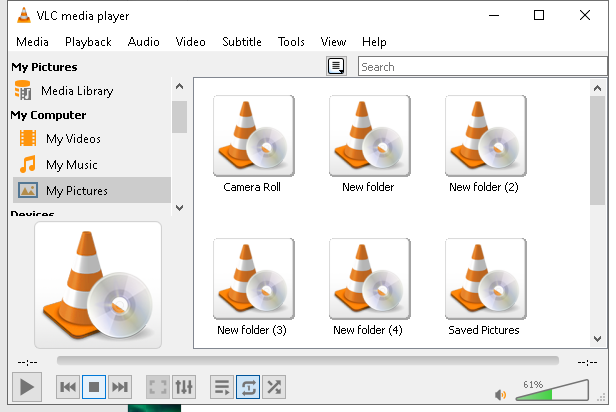 VLC media player
Media Playback Audio Video Subtitle Tools View Help
My Pictures
Search
Media Library
My Computer
My Videos
My Music
My Pictures
Devices
Camera Roll
New folder
New folder (2)
New folder (3)
New folder (4)
Saved Pictures
--:--
--:--
61%